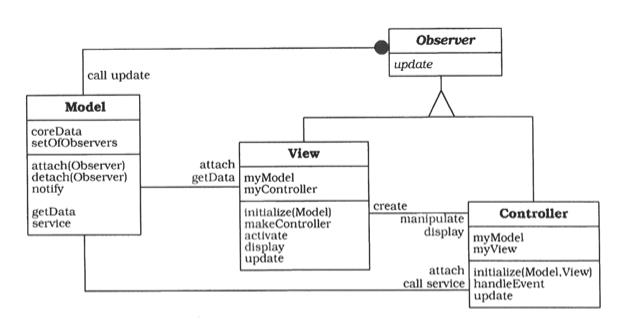 Observer
update
call update
Model
coreData
setOfObservers
attach(Observer)
detach(Observer)
notify
getData
service
attach
getData
View
myModel
myController
initialize(Model)
makeController
activate
display
update
create
manipulate
display
Controller
myModel
myView
attach
call service
initialize(Model,View)
handleEvent
update